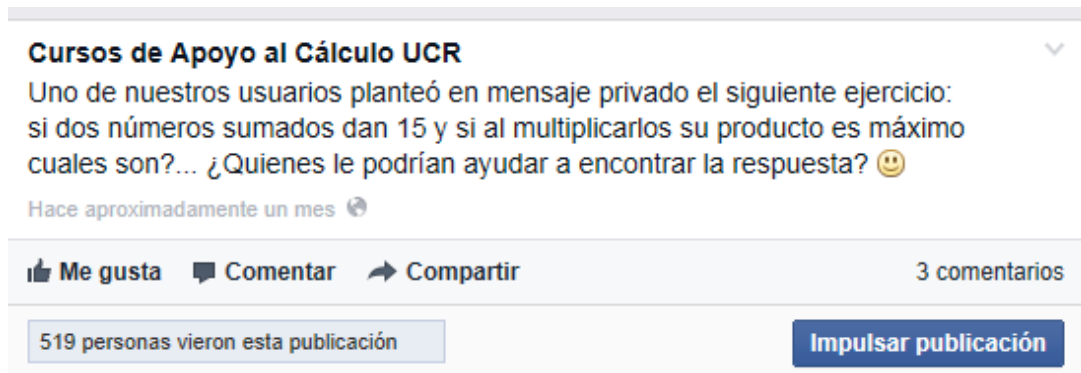 Cursos de Apoyo al Cálculo UCR
Uno de nuestros usuarios planteó en mensaje privado el siguiente ejercicio:
si dos números sumados dan 15 y si al multiplicarlos su producto es máximo
cuales son?... ¿Quienes le podrían ayudar a encontrar la respuesta?
Hace aproximadamente un mes
Me gusta Comentar Compartir 3 comentarios
519 personas vieron esta publicación Impulsar publicación